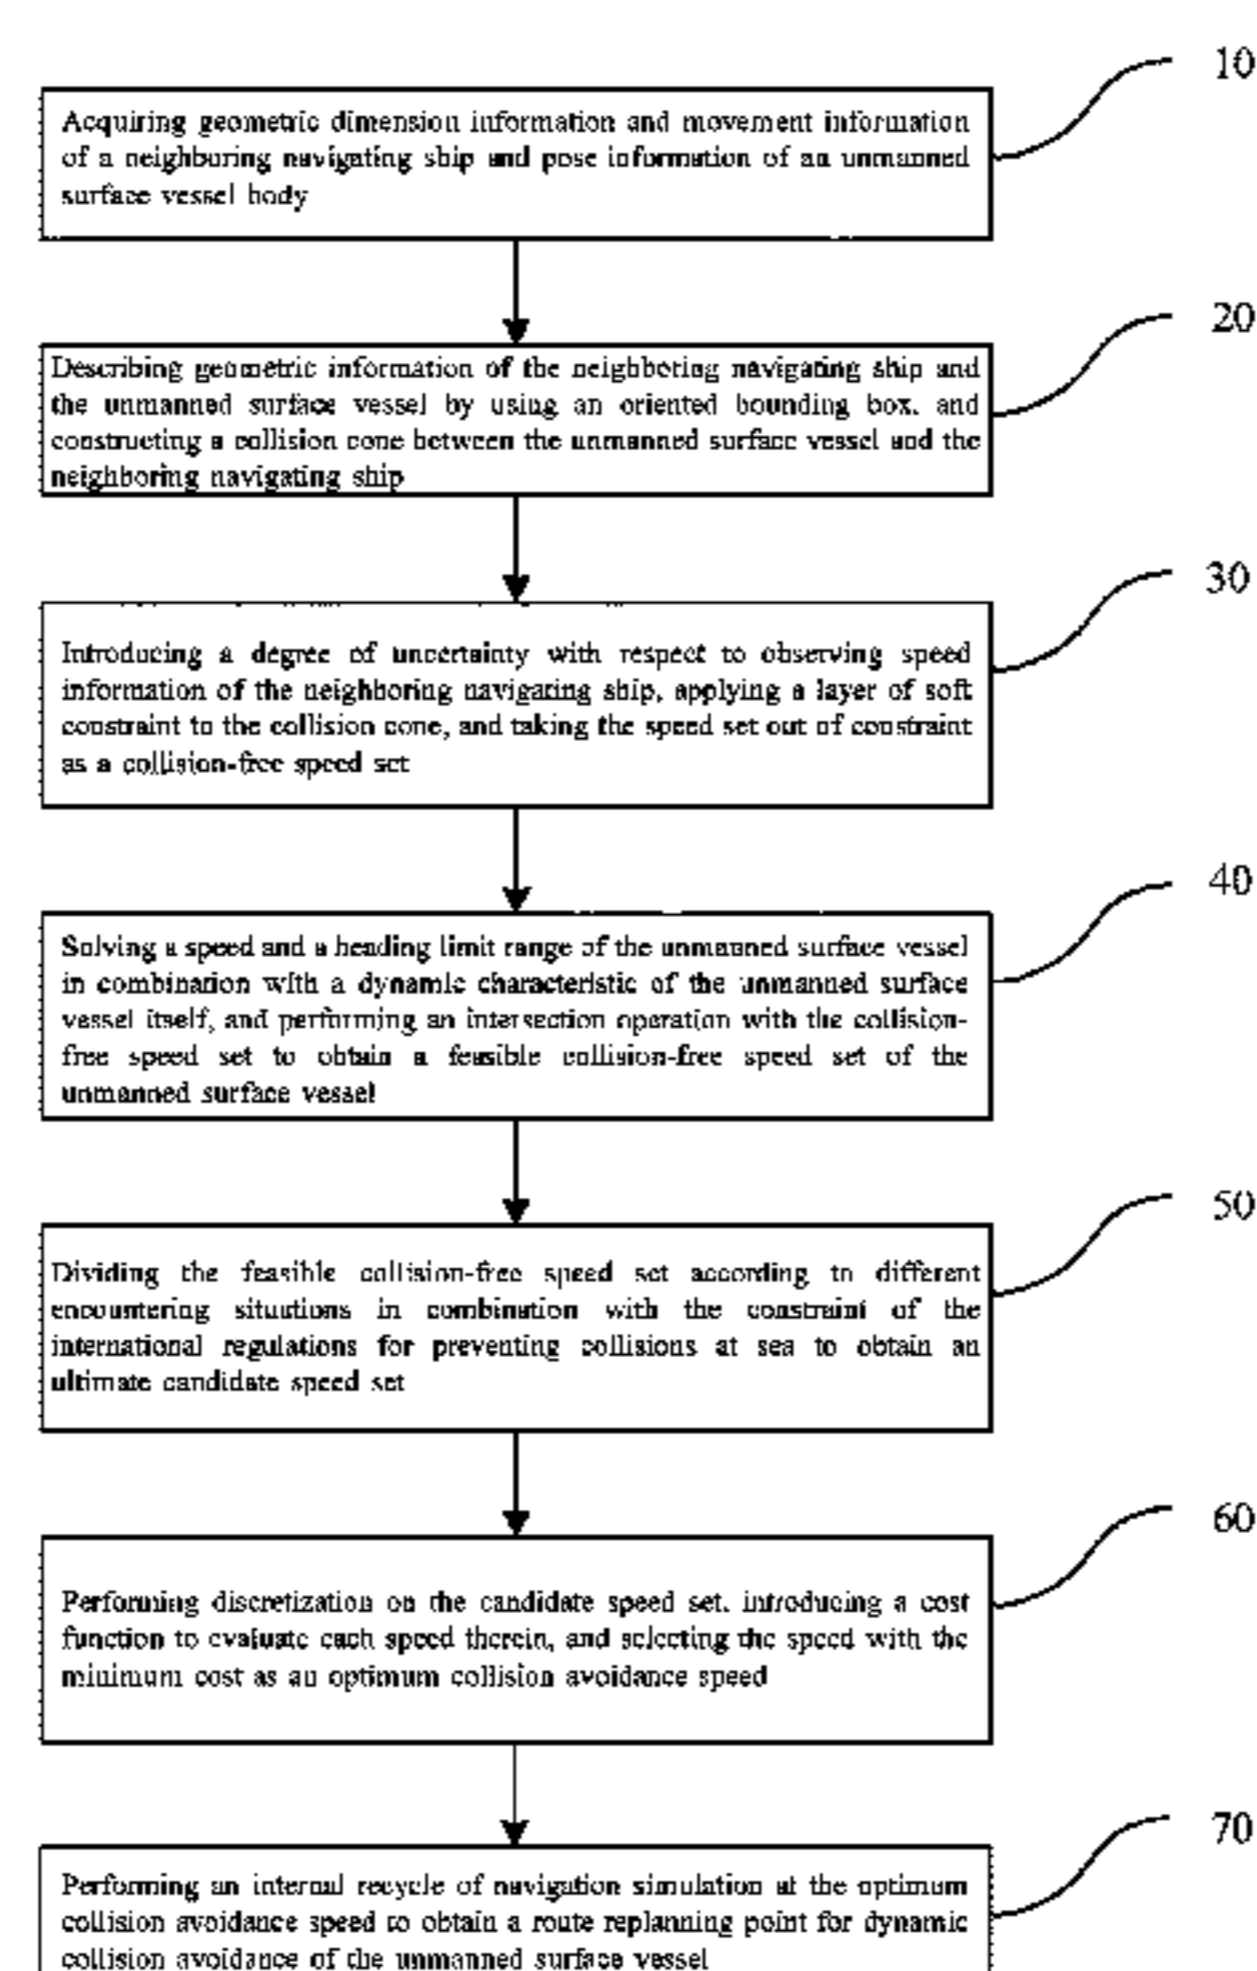 10
Acquiring geometric dimension information and movement information
of a neighboring navigating ship and pose information of an unmanned
surface vessel body
20
Describing geometric information of the neighboring navigating ship and
the unmanned surface vessel by using an oriented bounding box, and
constructing a collision cone between the unmanned surface vessel and the
neighboring navigating ship
30
Introducing a degree of uncertainty with respect to observing speed
information of the neighboring navigating ship, applying a layer of soft
constraint to the collision cone, and taking the speed set out of constraint
as a collision-free speed set
40
Solving a speed and a heading limit range of the unmanned surface vessel
in combination with a dynamic characteristic of the unmanned surface
vessel itself, and performing an intersection operation with the collision-
free speed set to obtain a feasible collision-free speed set of the
unmanned surface vessel
50
Dividing the feasible collision-free speed set according to different
encountering situations in combination with the constraint of the
international regulations for preventing collisions at sea to obtain an
ultimate candidate speed set
60
Performing discretization on the candidate speed set, introducing a cost
function to evaluate each speed therein, and selecting the speed with the
minimum cost as an optimum collision avoidance speed
70
Performing an internal recycle of navigation simulation at the optimum
collision avoidance speed to obtain a route replanning point for dynamic
collision avoidance of the unmanned surface vessel